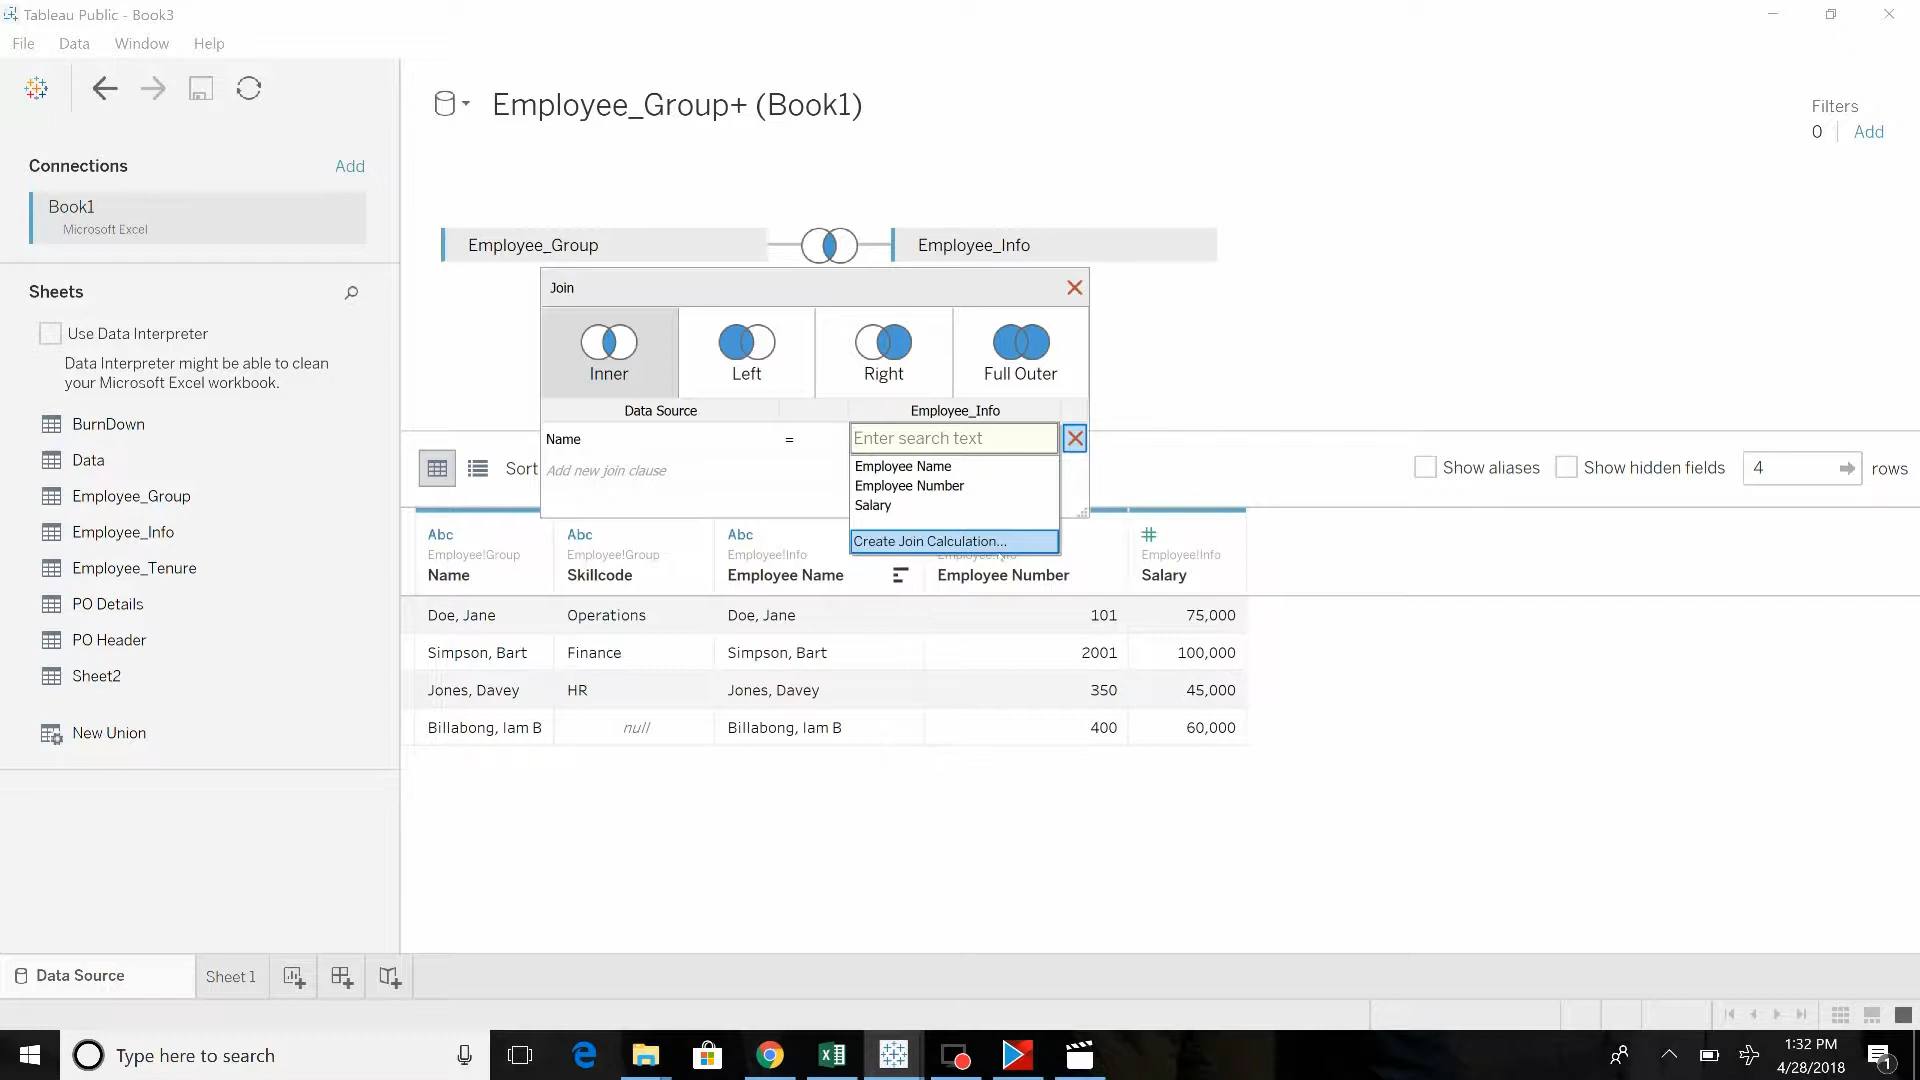 Tableau Public - Book3
File Data Window Help
Employee_Group+ (Book1)
Filters
0 Add
Connections Add
Book1
Microsoft Excel
Employee_Group Employee_Info
Sheets
Join
Use Data Interpreter
Data Interpreter might be able to clean
your Microsoft Excel workbook.
Inner Left Right Full Outer
Data Source Employee_Info
Name = Enter search text
Add new join clause
Employee Name
Employee Number
Salary
Create Join Calculation...
BurnDown
Data
Employee_Group
Employee_Info
Employee_Tenure
PO Details
PO Header
Sheet2
New Union
Sort
Show aliases Show hidden fields 4 rows
Abc Abc Abc #
Employee!Group Employee!Group Employee!Info Employee!Info
Name Skillcode Employee Name Employee Number Salary
Doe, Jane Operations Doe, Jane 101 75,000
Simpson, Bart Finance Simpson, Bart 2001 100,000
Jones, Davey HR Jones, Davey 350 45,000
Billabong, Iam B null Billabong, Iam B 400 60,000
Data Source Sheet 1
Type here to search
1:32 PM
4/28/2018
1